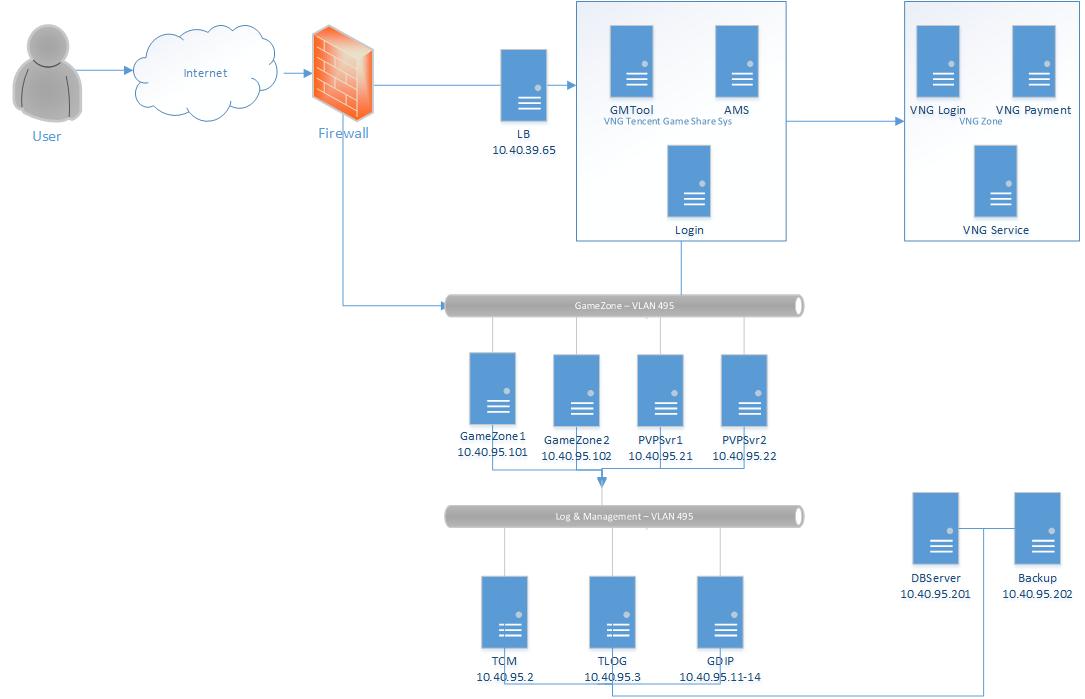 User
Internet
Firewall
LB
10.40.39.65
GMTool
AMS
VNG Tencent Game Share Sys
Login
VNG Login
VNG Payment
VNG Zone
VNG Service
GameZone – VLAN 495
GameZone1
10.40.95.101
GameZone2
10.40.95.102
PVPSvr1
10.40.95.21
PVPSvr2
10.40.95.22
Log & Management – VLAN 495
TCM
10.40.95.2
TLOG
10.40.95.3
GDIP
10.40.95.11-14
DBServer
10.40.95.201
Backup
10.40.95.202